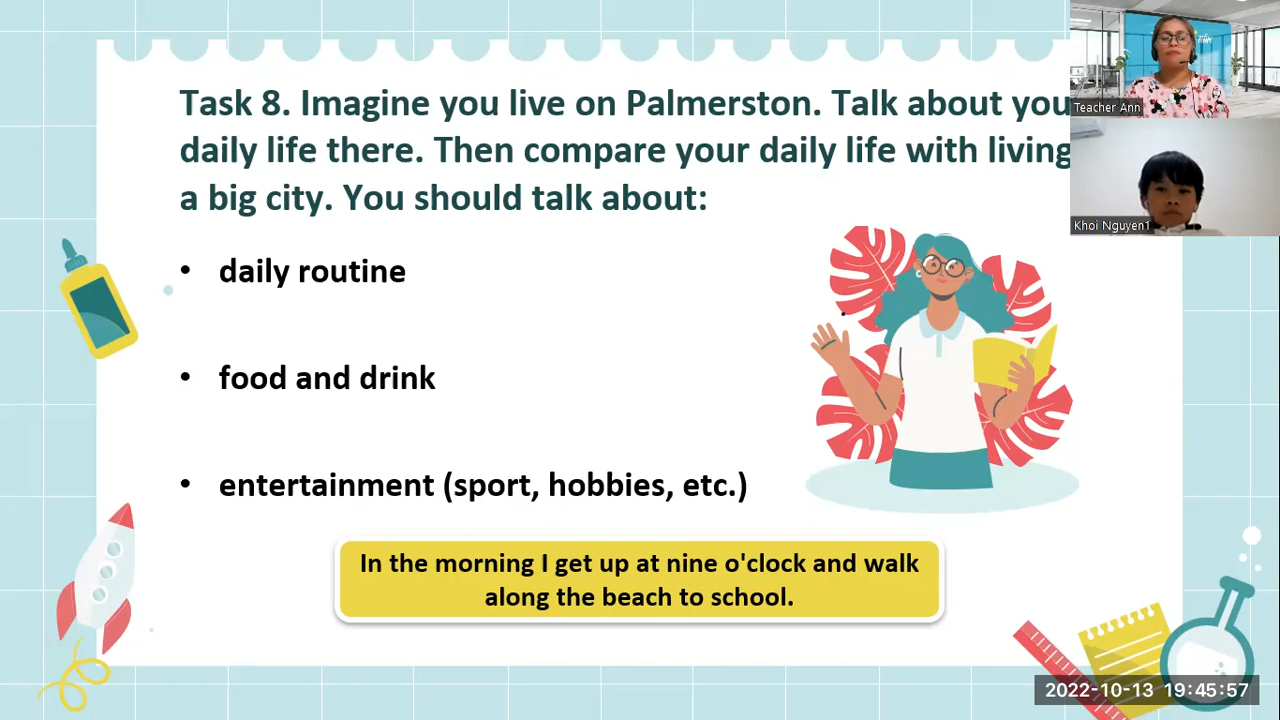 Task 8. Imagine you live on Palmerston. Talk about you
daily life there. Then compare your daily life with living
a big city. You should talk about:
• daily routine
• food and drink
• entertainment (sport, hobbies, etc.)
In the morning I get up at nine o'clock and walk
along the beach to school.
Teacher Ann
Khoi Nguyen1
2022-10-13 19:45:57